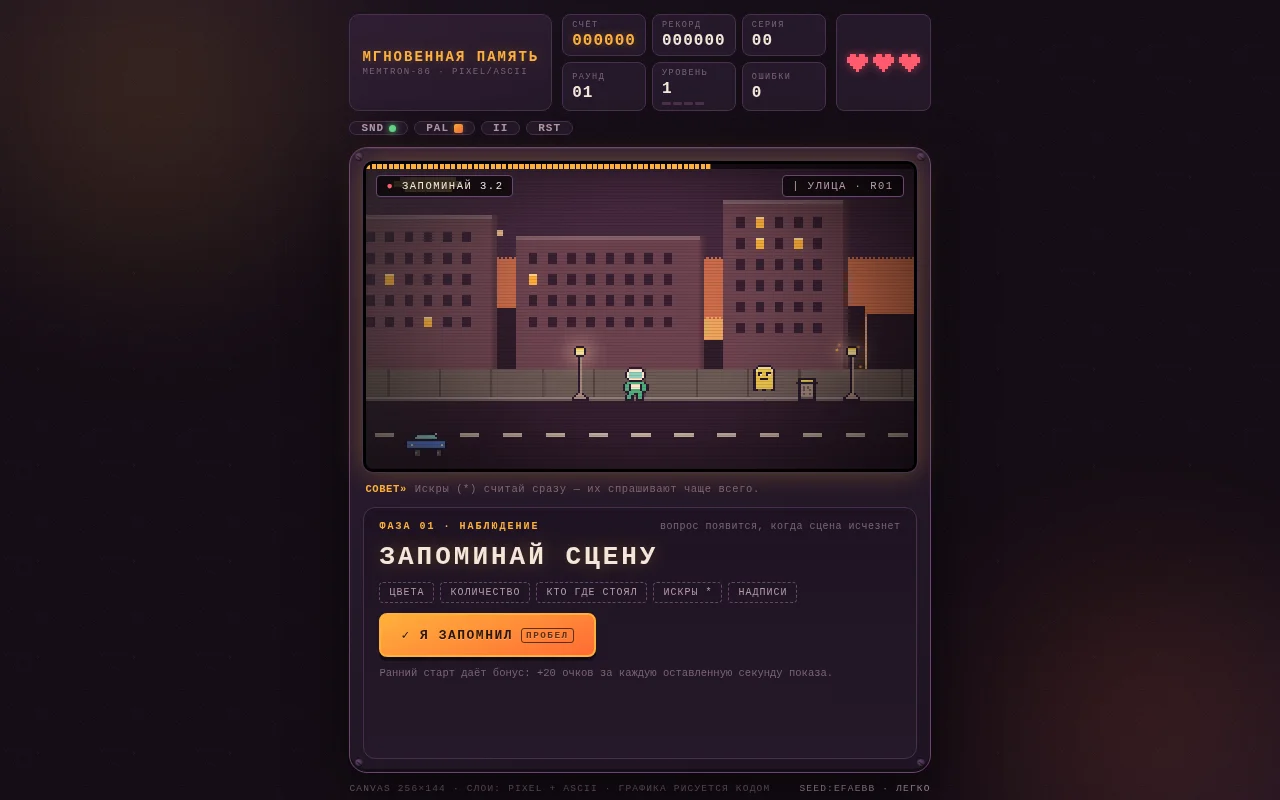 МГНОВЕННАЯ ПАМЯТЬ
MEMTRON-86 · PIXEL/ASCII
СЧЁТ
000000
РЕКОРД
000000
СЕРИЯ
00
РАУНД
01
УРОВЕНЬ
1
ОШИБКИ
0
SND
PAL
II
RST
● ЗАПОМИНАЙ 3.2
| УЛИЦА · R01
СОВЕТ» Искры (*) считай сразу — их спрашивают чаще всего.
ФАЗА 01 · НАБЛЮДЕНИЕ
вопрос появится, когда сцена исчезнет
ЗАПОМИНАЙ СЦЕНУ
ЦВЕТА
КОЛИЧЕСТВО
КТО ГДЕ СТОЯЛ
ИСКРЫ *
НАДПИСИ
✓ Я ЗАПОМНИЛ ПРОБЕЛ
Ранний старт даёт бонус: +20 очков за каждую оставленную секунду показа.
CANVAS 256×144 · СЛОИ: PIXEL + ASCII · ГРАФИКА РИСУЕТСЯ КОДОМ
SEED:EFAEBB · ЛЕГКО